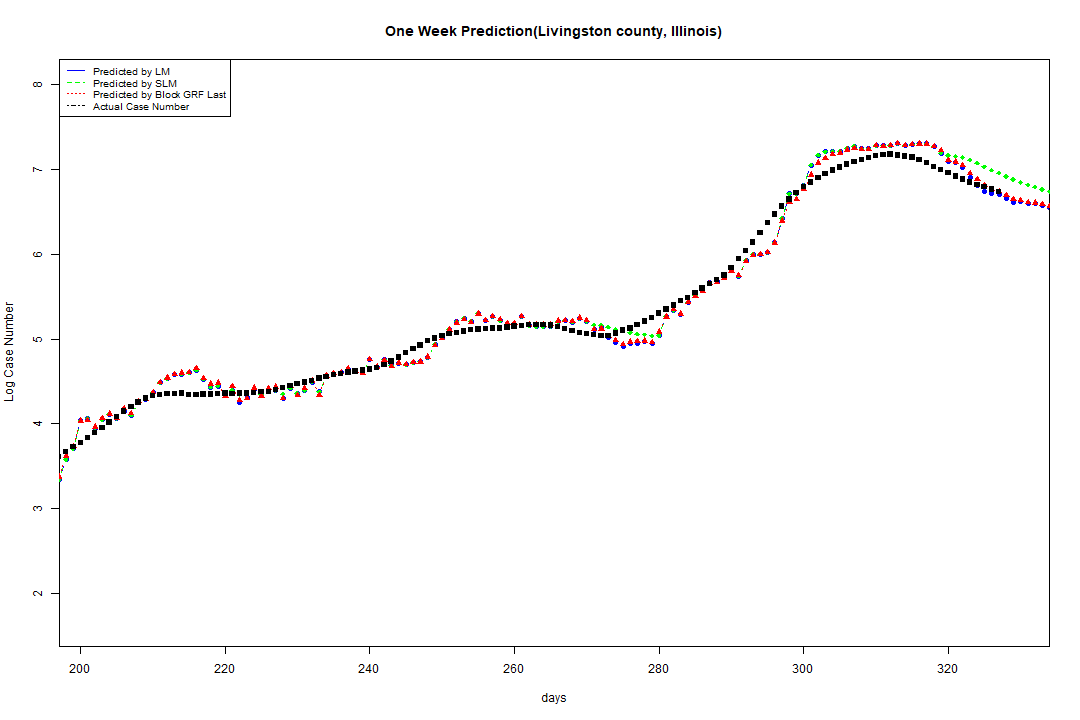 One Week Prediction(Livingston county, Illinois)
Predicted by LM
Predicted by SLM
Predicted by Block GRF Last
Actual Case Number
8
7
6
5
4
3
2
Log Case Number
200 220 240 260 280 300 320
days